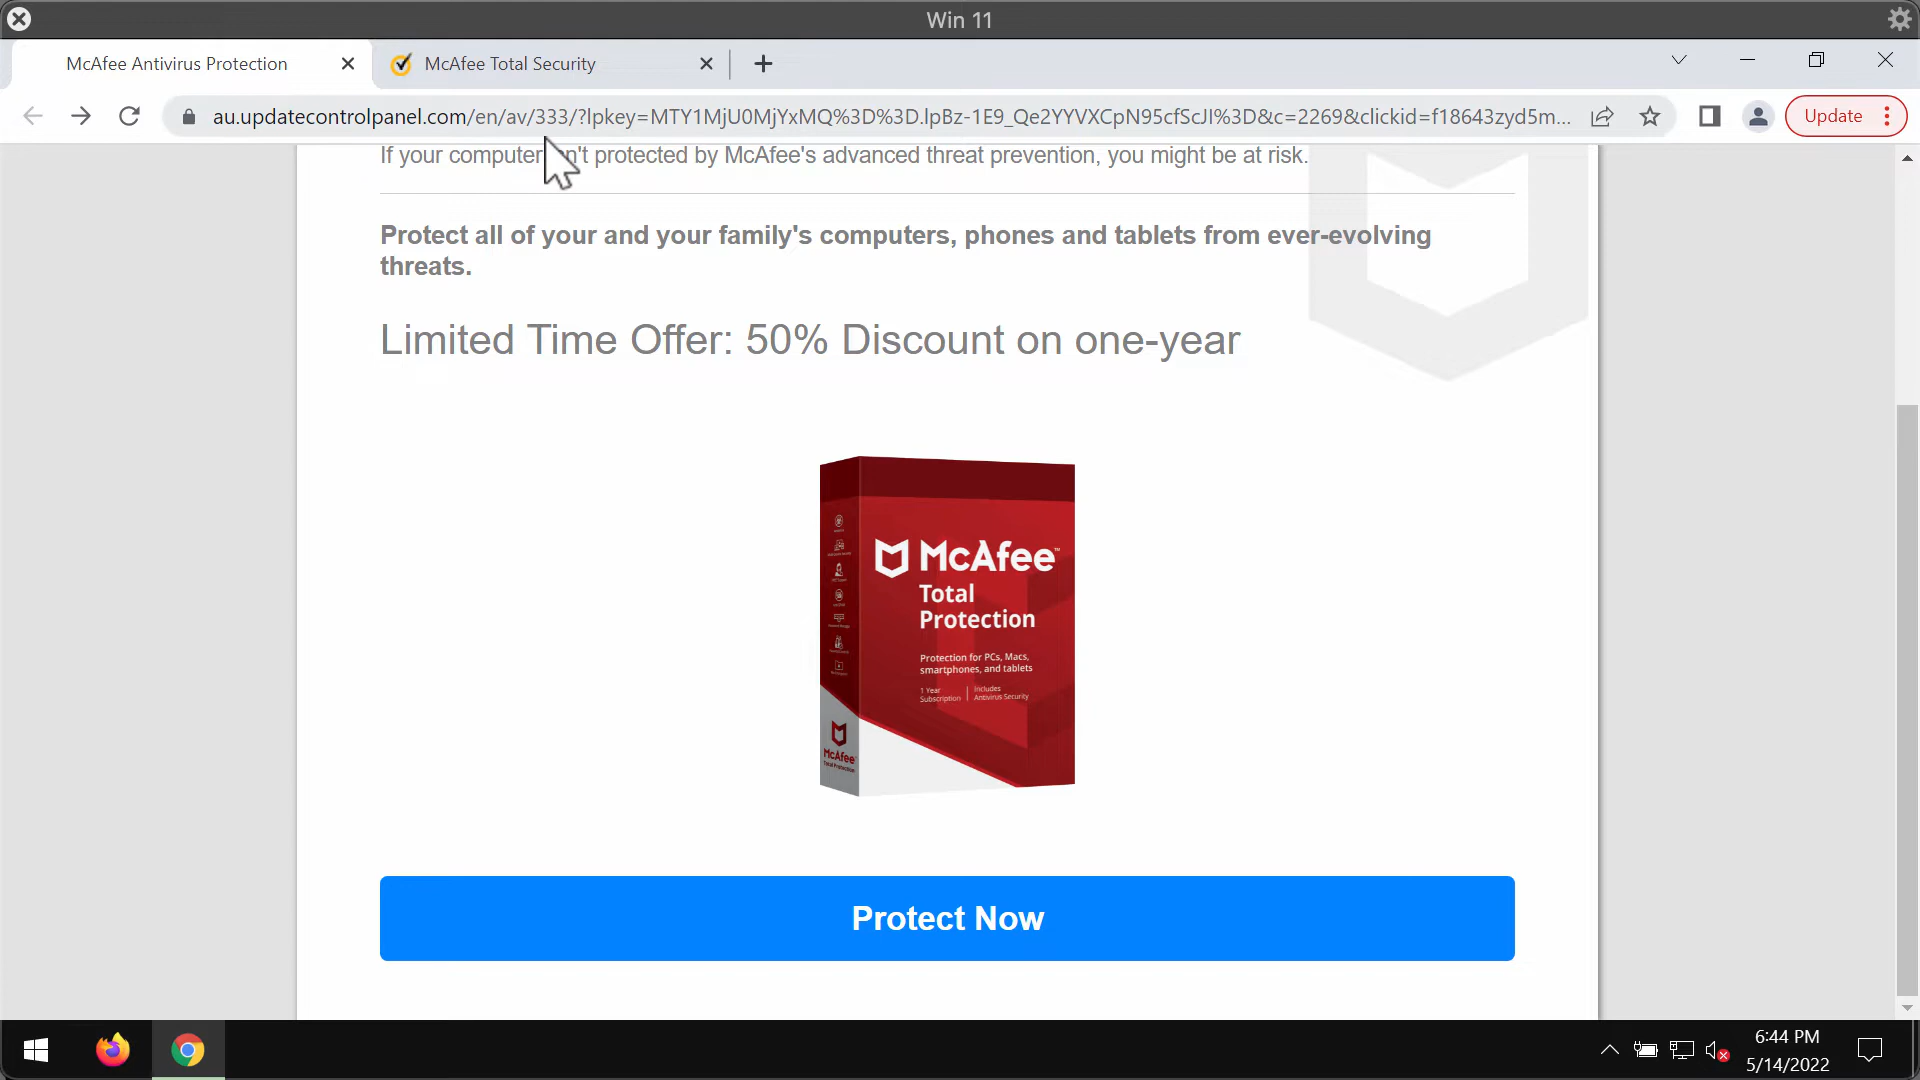 Win 11
McAfee Antivirus Protection
McAfee Total Security
au.updatecontrolpanel.com/en/av/333/?lpkey=MTY1MjU0MjYxMQ%3D%3D.lpBz-1E9_Qe2YYVXCpN95cfScJI%3D&c=2269&clickid=f18643zyd5m...
Update
If your computer n't protected by McAfee's advanced threat prevention, you might be at risk.
Protect all of your and your family's computers, phones and tablets from ever-evolving
threats.
Limited Time Offer: 50% Discount on one-year
McAfee™
Total
Protection
Protection for PCs, Macs,
smartphones, and tablets
1 Year
Subscription
Includes
Antivirus Security
McAfee
Total Protection
Protect Now
6:44 PM
5/14/2022